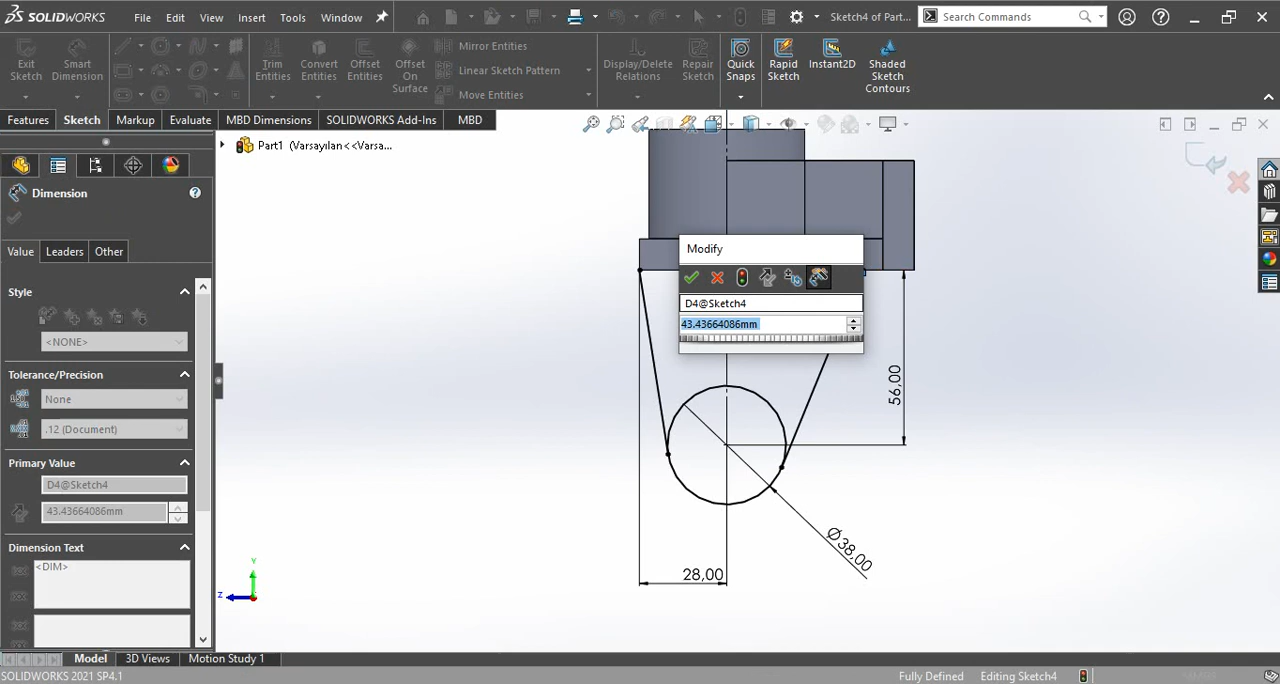 SOLIDWORKS File Edit View Insert Tools Window Sketch4 of Part... Search Commands
Exit Sketch
Smart Dimension
Trim Entities
Convert Entities
Offset Entities
Offset On Surface
Mirror Entities
Linear Sketch Pattern
Move Entities
Display/Delete Relations
Repair Sketch
Quick Snaps
Rapid Sketch
Instant2D
Shaded Sketch Contours
Features Sketch Markup Evaluate MBD Dimensions SOLIDWORKS Add-Ins MBD
Part1 (Varsayılan<<Varsa...
Dimension
Value Leaders Other
Style
<NONE>
Tolerance/Precision
None
.12 (Document)
Primary Value
D4@Sketch4
43.43664086mm
Dimension Text
<DIM>
Modify
D4@Sketch4
43.43664086mm
56,00
Ø38,00
28,00
Y
Z
Model 3D Views Motion Study 1
SOLIDWORKS 2021 SP4.1 Fully Defined Editing Sketch4